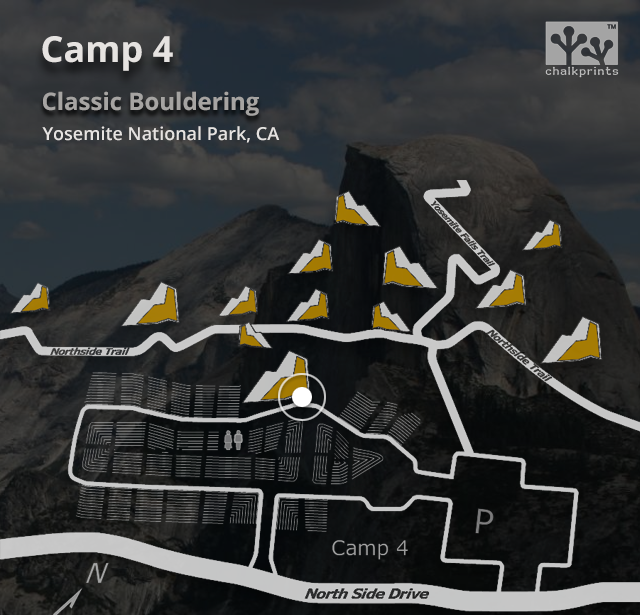 Camp 4
TM
chalkprints
Classic Bouldering
Yosemite National Park, CA
Yosemite Falls Trail
Northside Trail
Northside Trail
P
Camp 4
N
North Side Drive